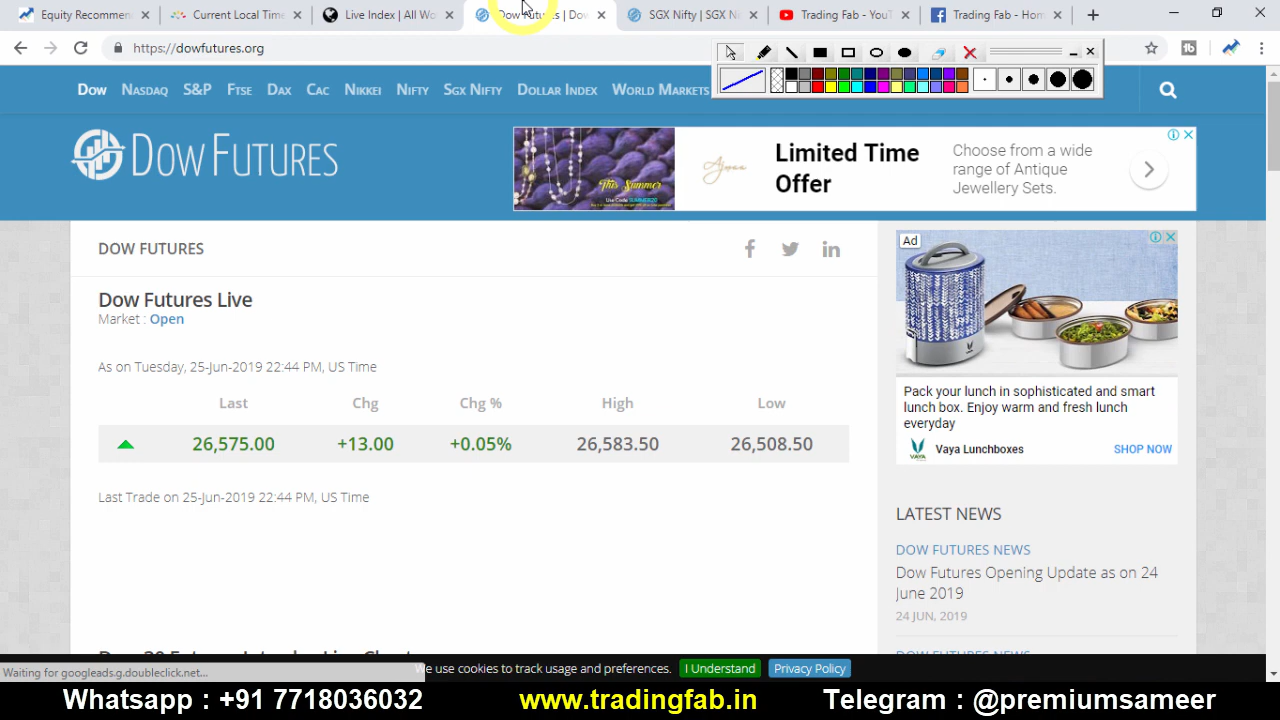 Equity Recommen
Current Local Time
Live Index | All Wo
Dow Futures | Dow
SGX Nifty | SGX N
Trading Fab - YouT
Trading Fab - Hom
https://dowfutures.org
Dow
Nasdaq
S&P
Ftse
Dax
Cac
Nikkei
Nifty
Sgx Nifty
Dollar Index
World Markets
Dow Futures
This Summer
Ajnaa
Limited Time
Offer
Choose from a wide
range of Antique
Jewellery Sets.
DOW FUTURES
Ad
Dow Futures Live
Market : Open
As on Tuesday, 25-Jun-2019 22:44 PM, US Time
Last Chg Chg % High Low
26,575.00 +13.00 +0.05% 26,583.50 26,508.50
Last Trade on 25-Jun-2019 22:44 PM, US Time
Pack your lunch in sophisticated and smart
lunch box. Enjoy warm and fresh lunch
everyday
VAYA
Vaya Lunchboxes
SHOP NOW
LATEST NEWS
DOW FUTURES NEWS
Dow Futures Opening Update as on 24
June 2019
24 JUN, 2019
Waiting for googleads.g.doubleclick.net...
We use cookies to track usage and preferences.
I Understand
Privacy Policy
Whatsapp : +91 7718036032
www.tradingfab.in
Telegram : @premiumsameer